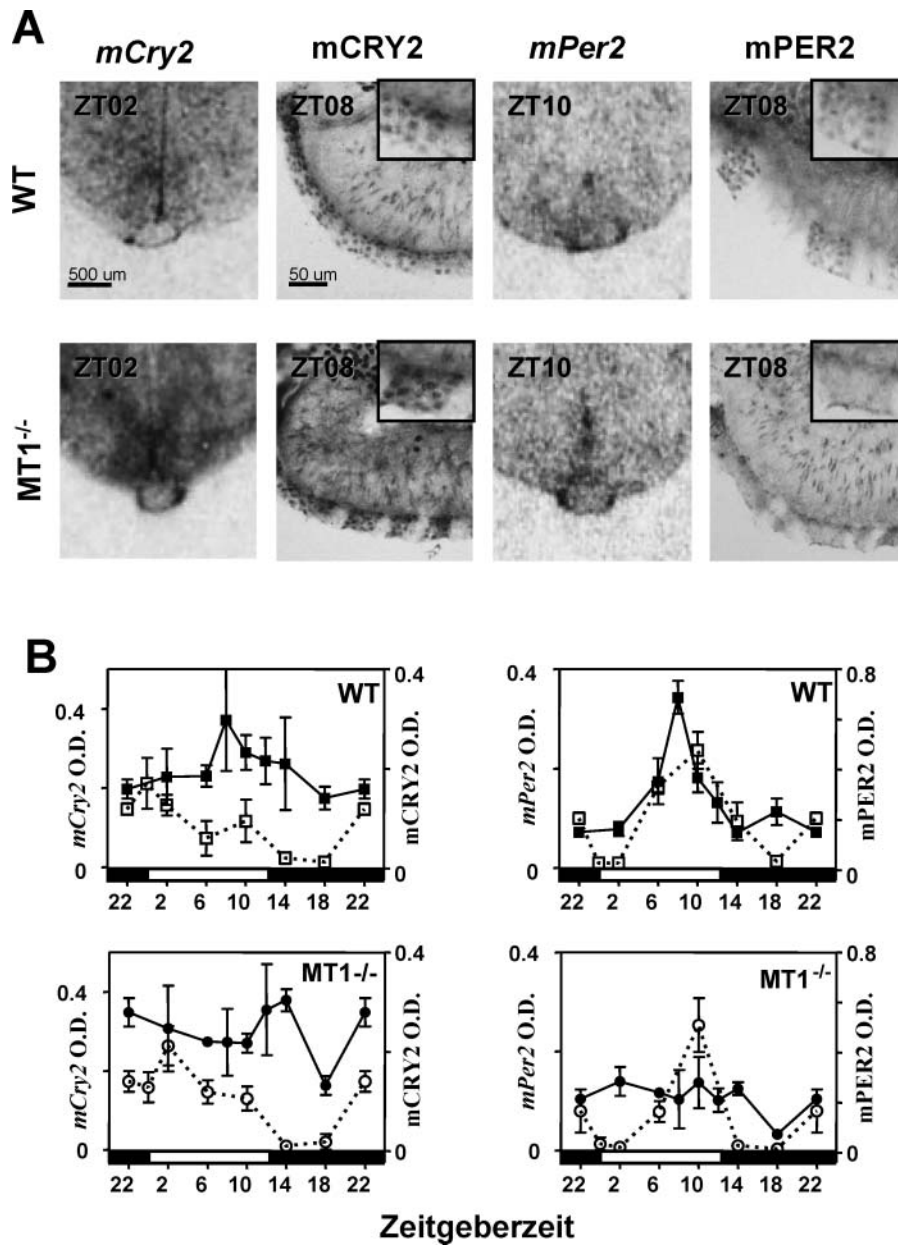 A
mCry2 mCRY2 mPer2 mPER2
WT
ZT02 ZT08 ZT10 ZT08
500 um 50 um
MT1-/-
ZT02 ZT08 ZT10 ZT08
B
WT
0.4 0.4
mCry2 O.D. mCRY2 O.D.
0 0
22 2 6 10 14 18 22
WT
0.4 0.8
mPer2 O.D. mPER2 O.D.
0 0
22 2 6 10 14 18 22
MT1-/-
0.4 0.4
mCry2 O.D. mCRY2 O.D.
0 0
22 2 6 10 14 18 22
MT1-/-
0.4 0.8
mPer2 O.D. mPER2 O.D.
0 0
22 2 6 10 14 18 22
Zeitgeberzeit